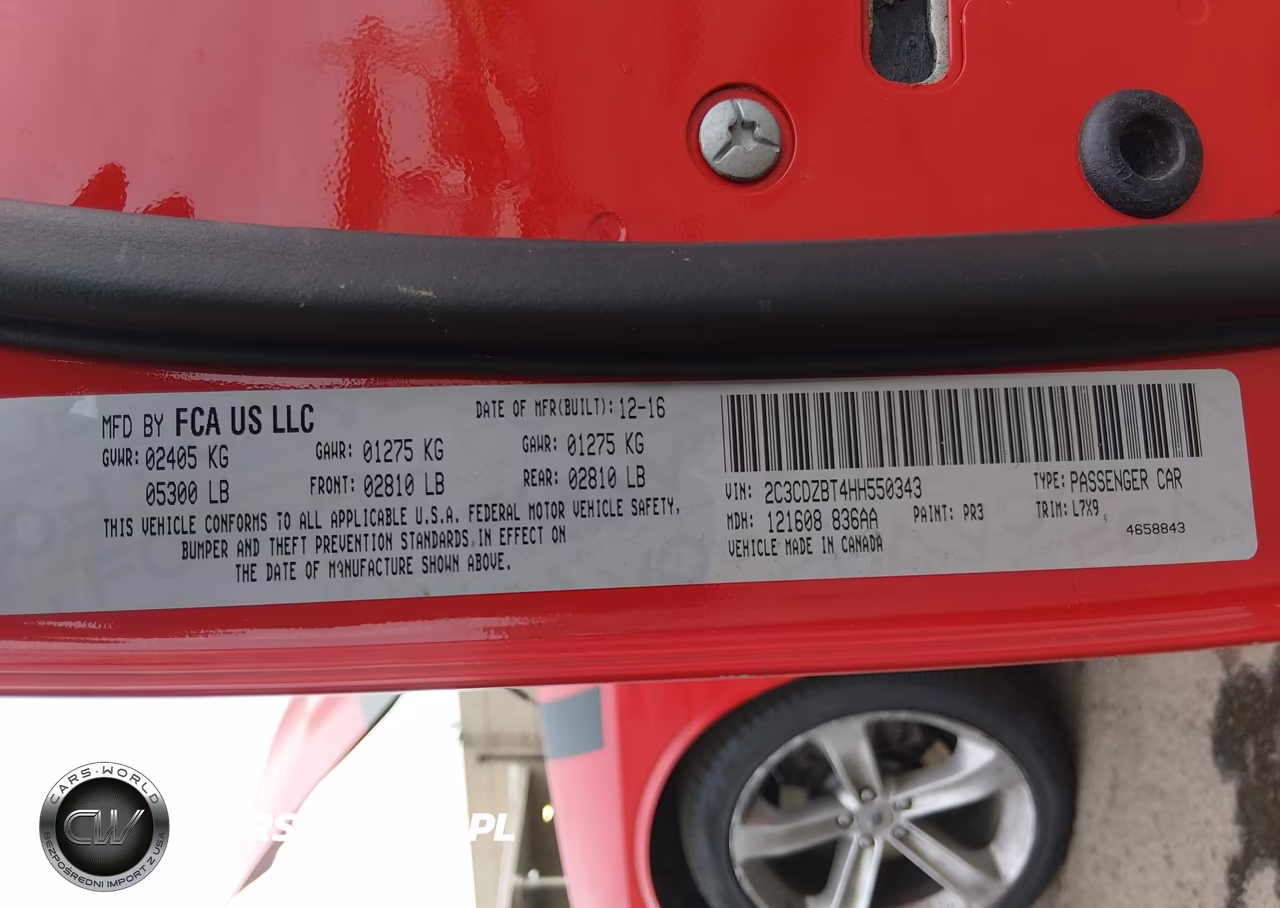 MFD BY FCA US LLC
DATE OF MFR(BUILT): 12-16
GVWR: 02405 KG
GAWR: 01275 KG
GAWR: 01275 KG
05300 LB
FRONT: 02810 LB
REAR: 02810 LB
THIS VEHICLE CONFORMS TO ALL APPLICABLE U.S.A. FEDERAL MOTOR VEHICLE SAFETY,
BUMPER AND THEFT PREVENTION STANDARDS IN EFFECT ON
THE DATE OF MANUFACTURE SHOWN ABOVE.
VIN: 2C3CDZBT4HH550343
TYPE: PASSENGER CAR
MDH: 121608 836AA
PAINT: PR3
TRIM: L7X9
4658843
VEHICLE MADE IN CANADA
CARS-WORLD
CW
BEZPOŚREDNI IMPORT Z USA
.PL